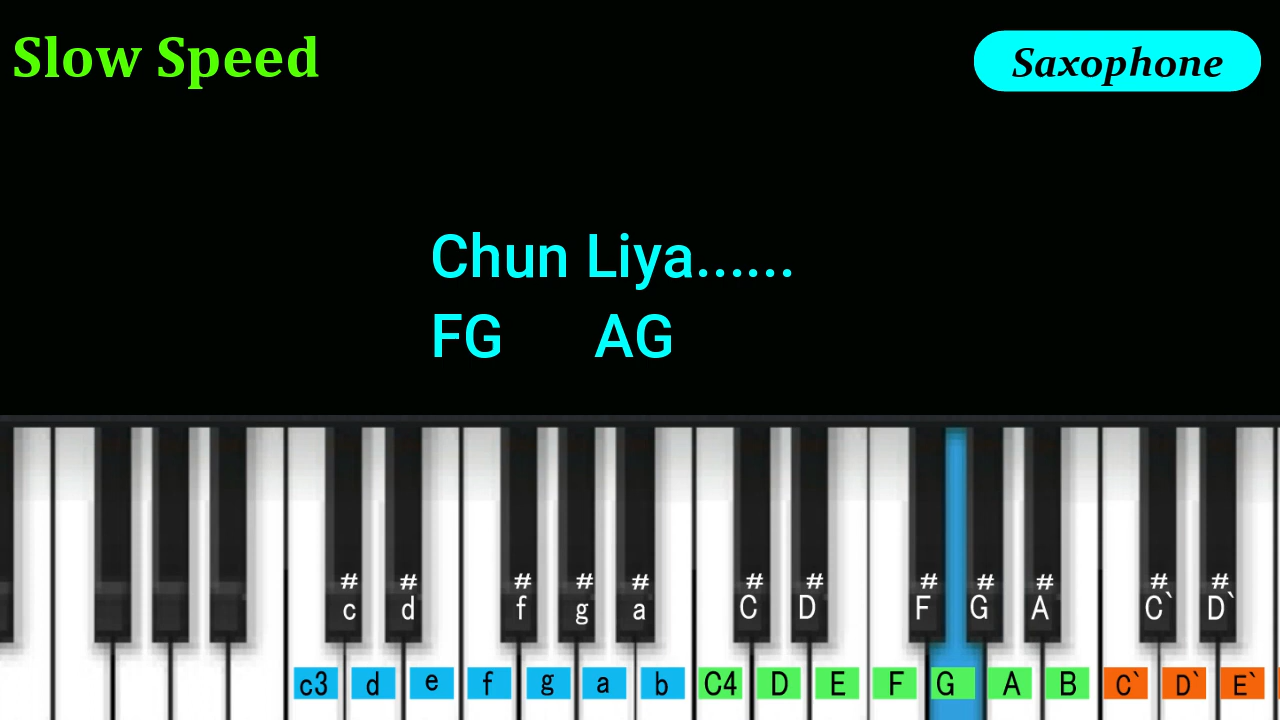 Slow Speed
Saxophone
Chun Liya......
FG AG
# # # # # # # # # # # #
c d f g a C D F G A C` D`
c3 d e f g a b C4 D E F G A B C` D` E`